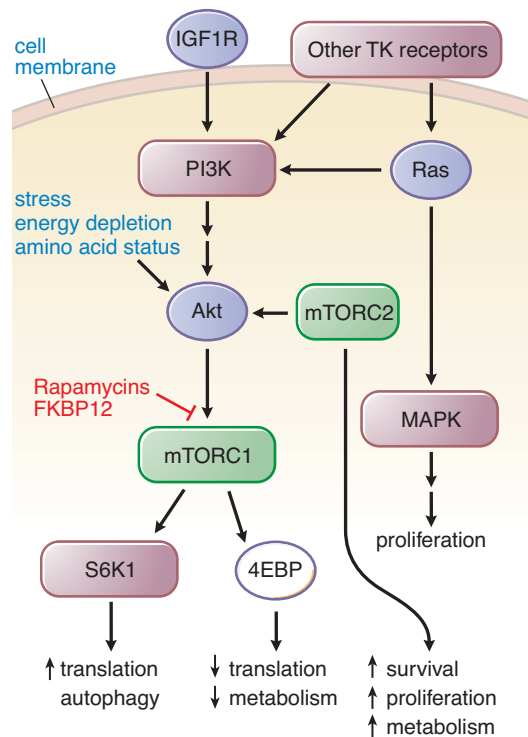 IGF1R
Other TK receptors
cell
membrane
PI3K
Ras
stress
energy depletion
amino acid status
Akt
mTORC2
Rapamycins
FKBP12
MAPK
mTORC1
proliferation
S6K1
4EBP
↑ translation
autophagy
↓ translation
↓ metabolism
↑ survival
↑ proliferation
↑ metabolism